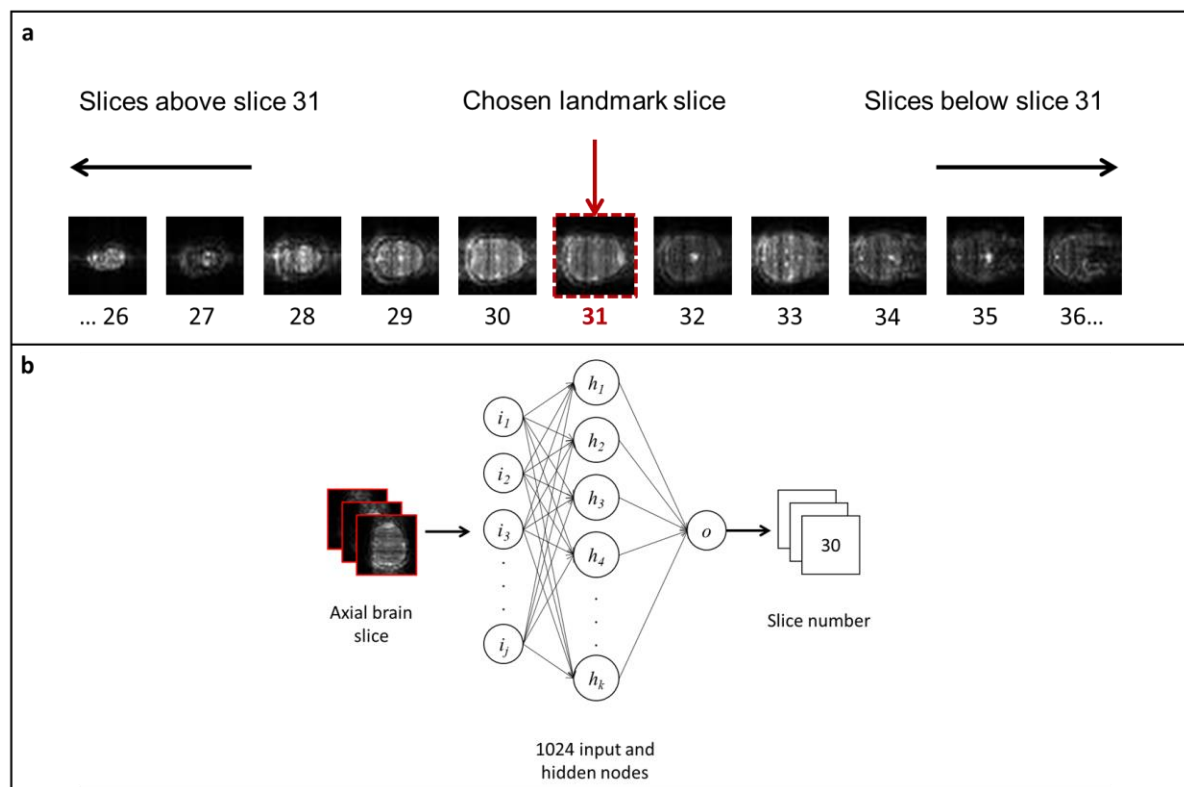 a
Slices above slice 31
Chosen landmark slice
Slices below slice 31
... 26 27 28 29 30 31 32 33 34 35 36...
b
i1
i2
i3
.
.
.
.
ij
h1
h2
h3
h4
.
.
.
.
hk
o
30
Axial brain
slice
Slice number
1024 input and
hidden nodes